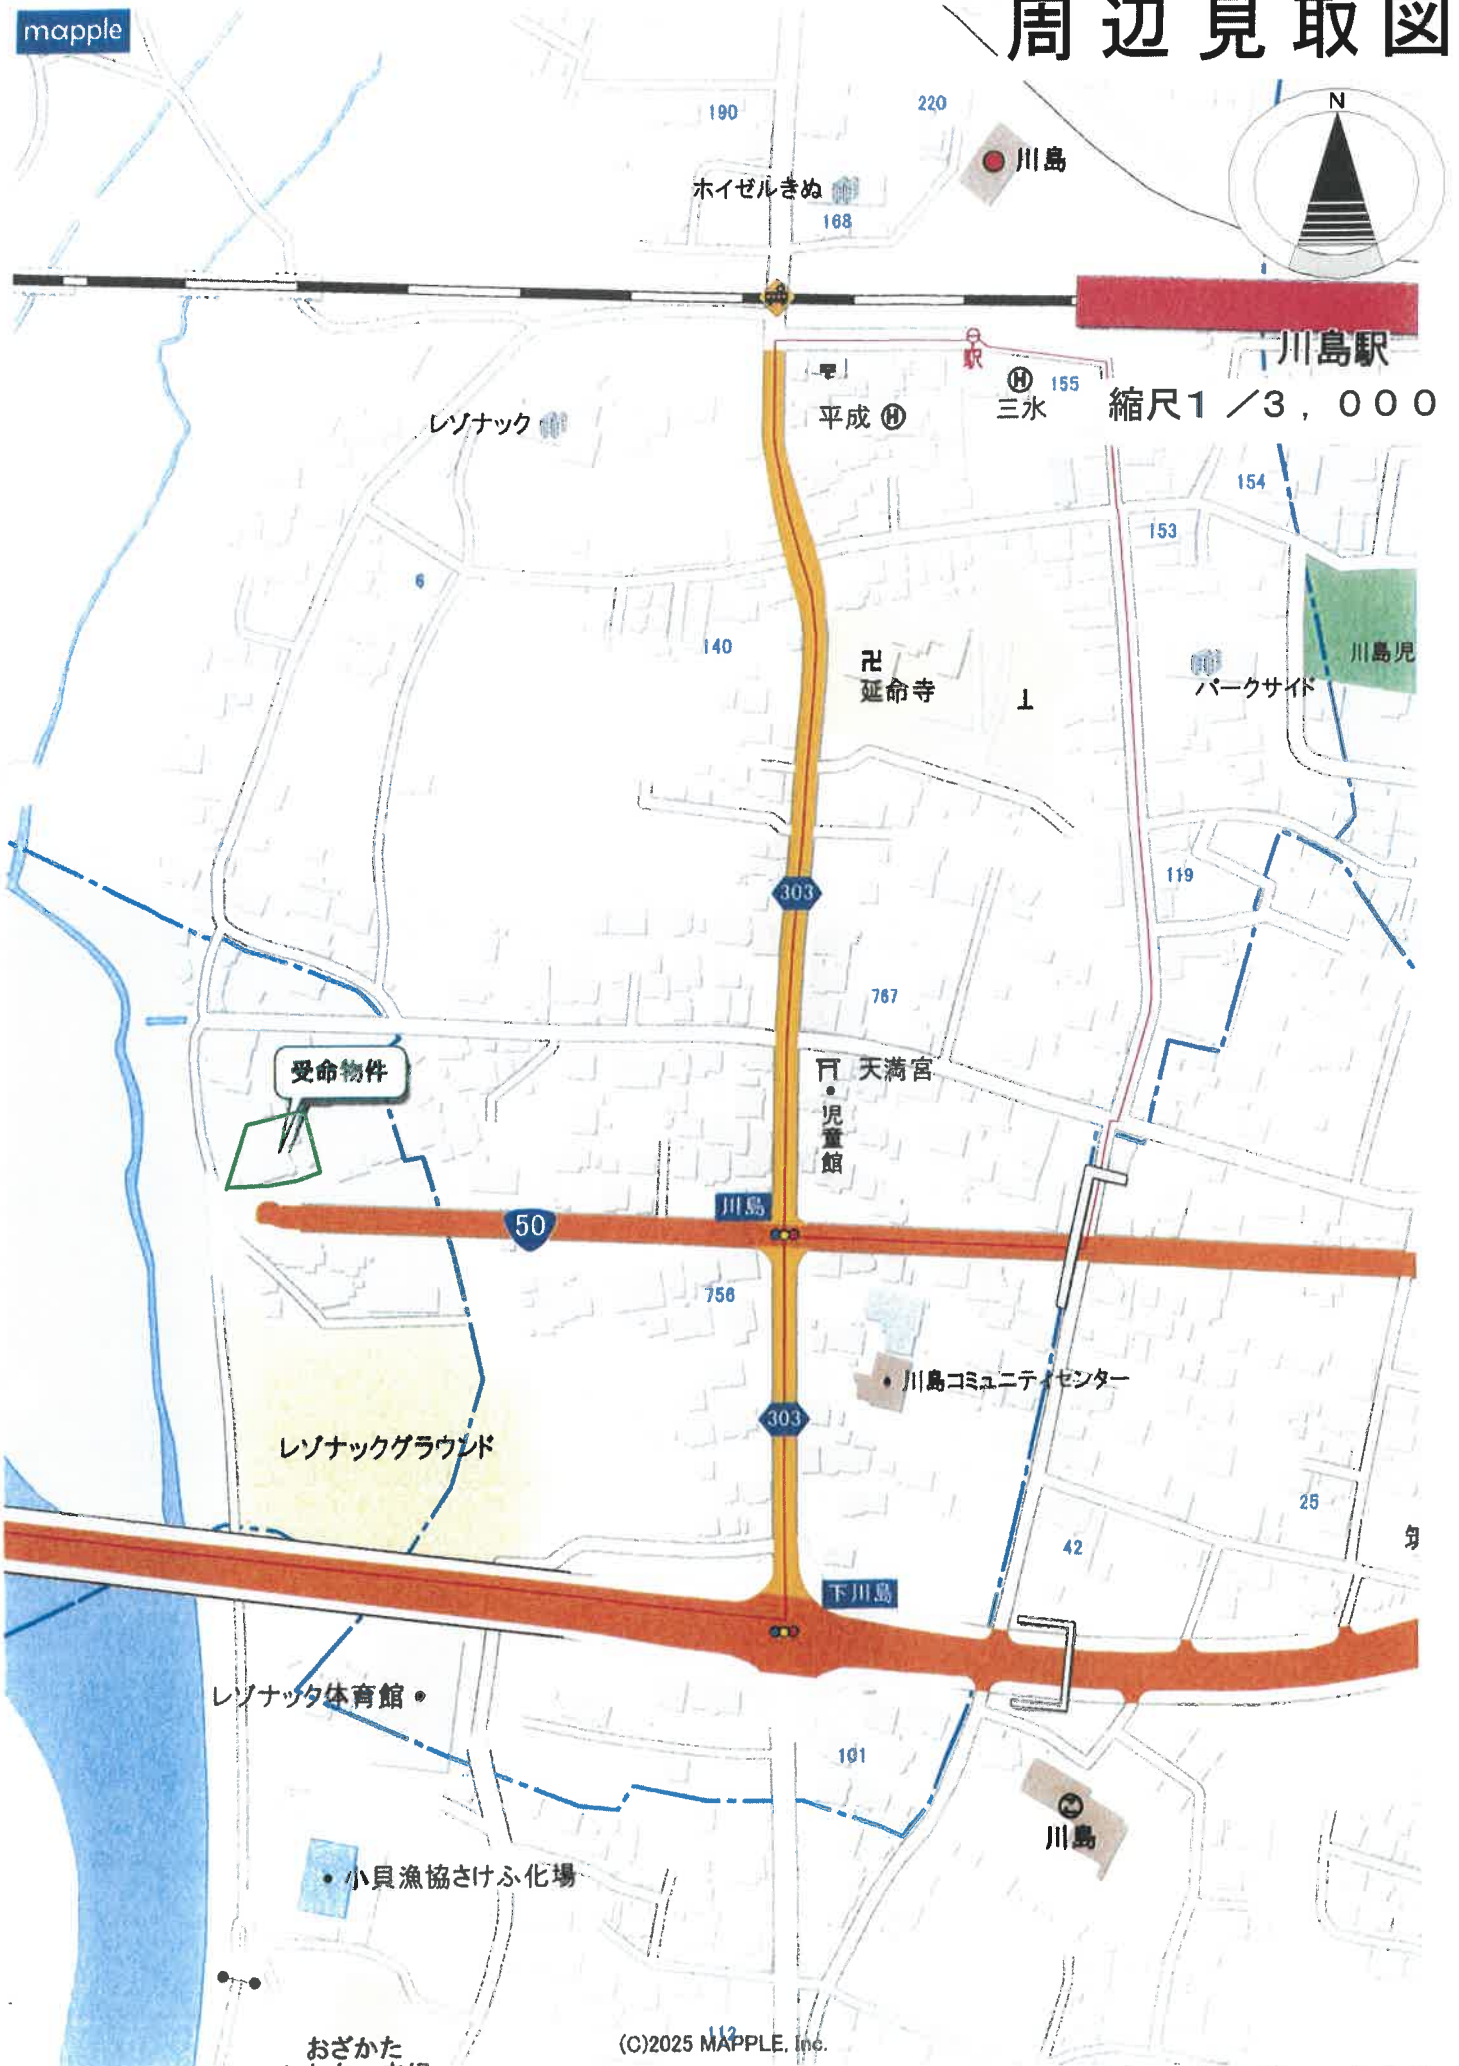 mapple
周辺見取図
N
190
220
川島
ホイゼルきぬ
168
川島駅
駅
縮尺1/3,000
155
三水
平成
レゾナック
154
153
6
140
卍
延命寺
川島児
パークサイド
303
119
767
受命物件
天満宮
児童館
川島
50
756
川島コミュニティセンター
レゾナックグラウンド
303
25
42
下川島
レゾナック体育館
101
川島
小貝漁協さけふ化場
おざかた
112
(C)2025 MAPPLE, Inc.